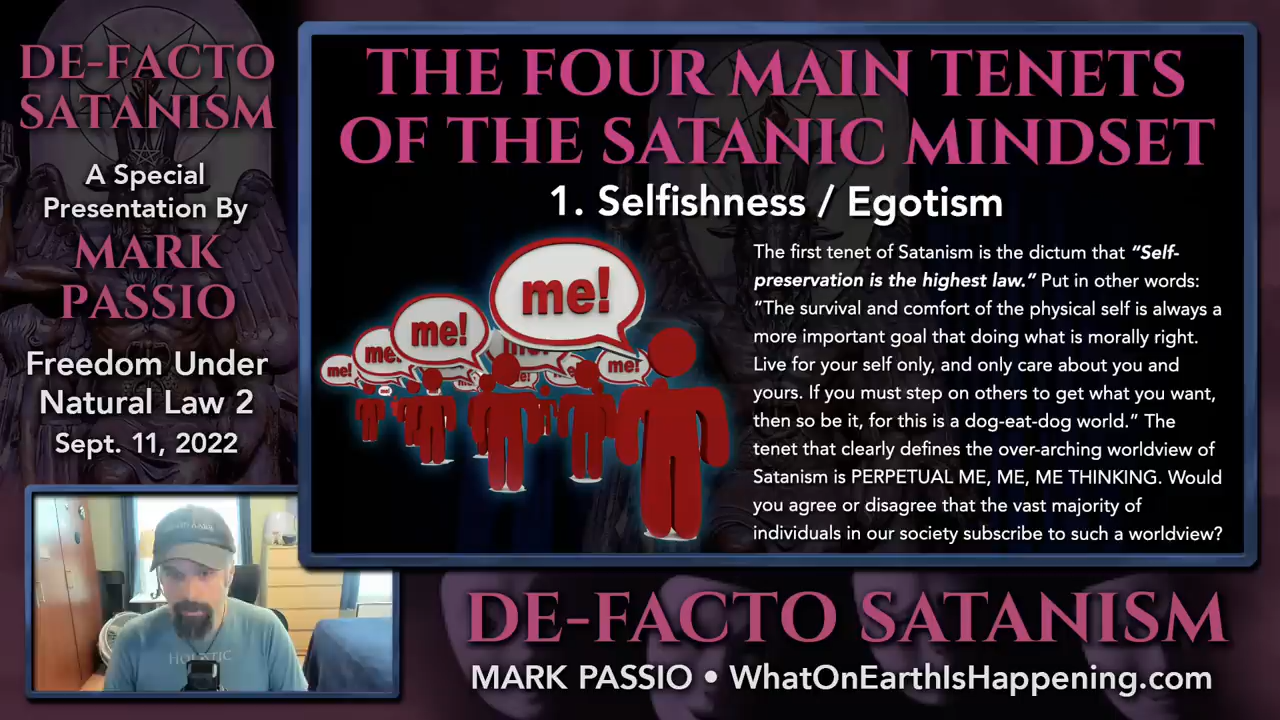 DE-FACTO
SATANISM
A Special
Presentation By
MARK
PASSIO
Freedom Under
Natural Law 2
Sept. 11, 2022
THE FOUR MAIN TENETS
OF THE SATANIC MINDSET
1. Selfishness / Egotism
The first tenet of Satanism is the dictum that "Self-
preservation is the highest law." Put in other words:
"The survival and comfort of the physical self is always a
more important goal that doing what is morally right.
Live for your self only, and only care about you and
yours. If you must step on others to get what you want,
then so be it, for this is a dog-eat-dog world." The
tenet that clearly defines the over-arching worldview of
Satanism is PERPETUAL ME, ME, ME THINKING. Would
you agree or disagree that the vast majority of
individuals in our society subscribe to such a worldview?
me!
me!
me!
me!
me!
DE-FACTO SATANISM
MARK PASSIO • WhatOnEarthIsHappening.com